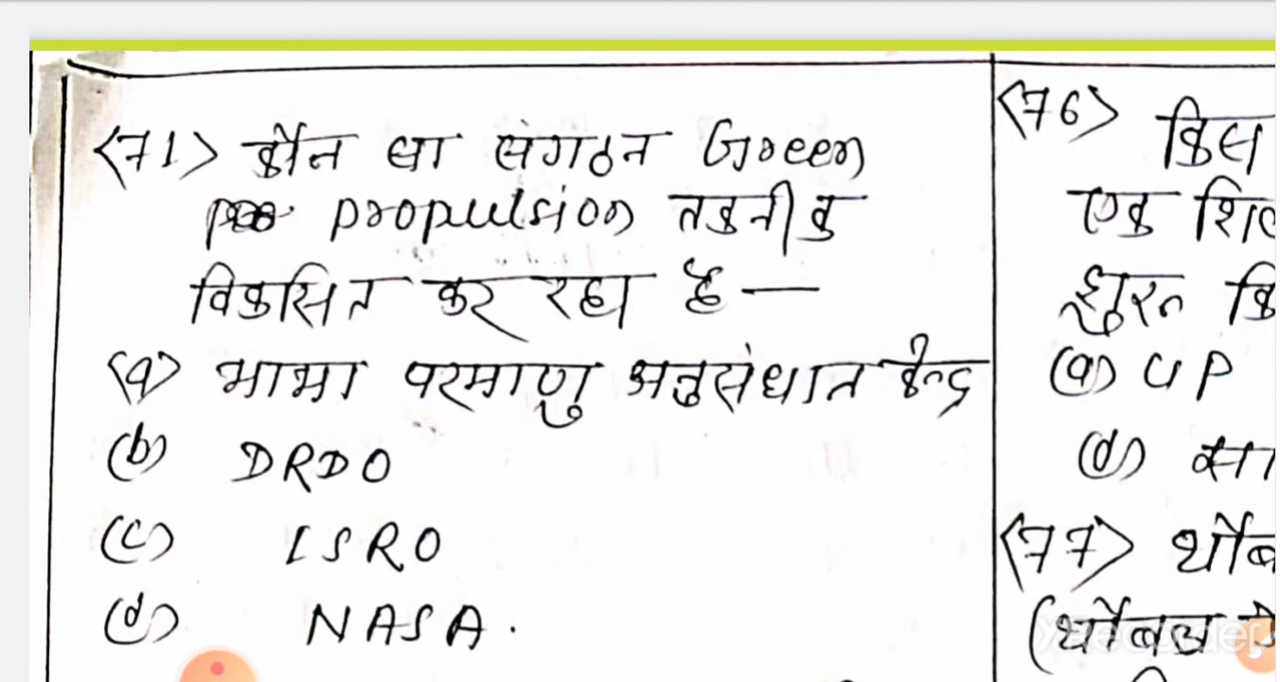 <71> कौन सा संगठन Green
propulsion तकनीक
विकसित कर रहा है —
(a) भाभा परमाणु अनुसंधान केन्द्र
(b) DRDO
(c) ISRO
(d) NASA.
<76> किस
एक
शुरू
(a) UP
(d)
<77>